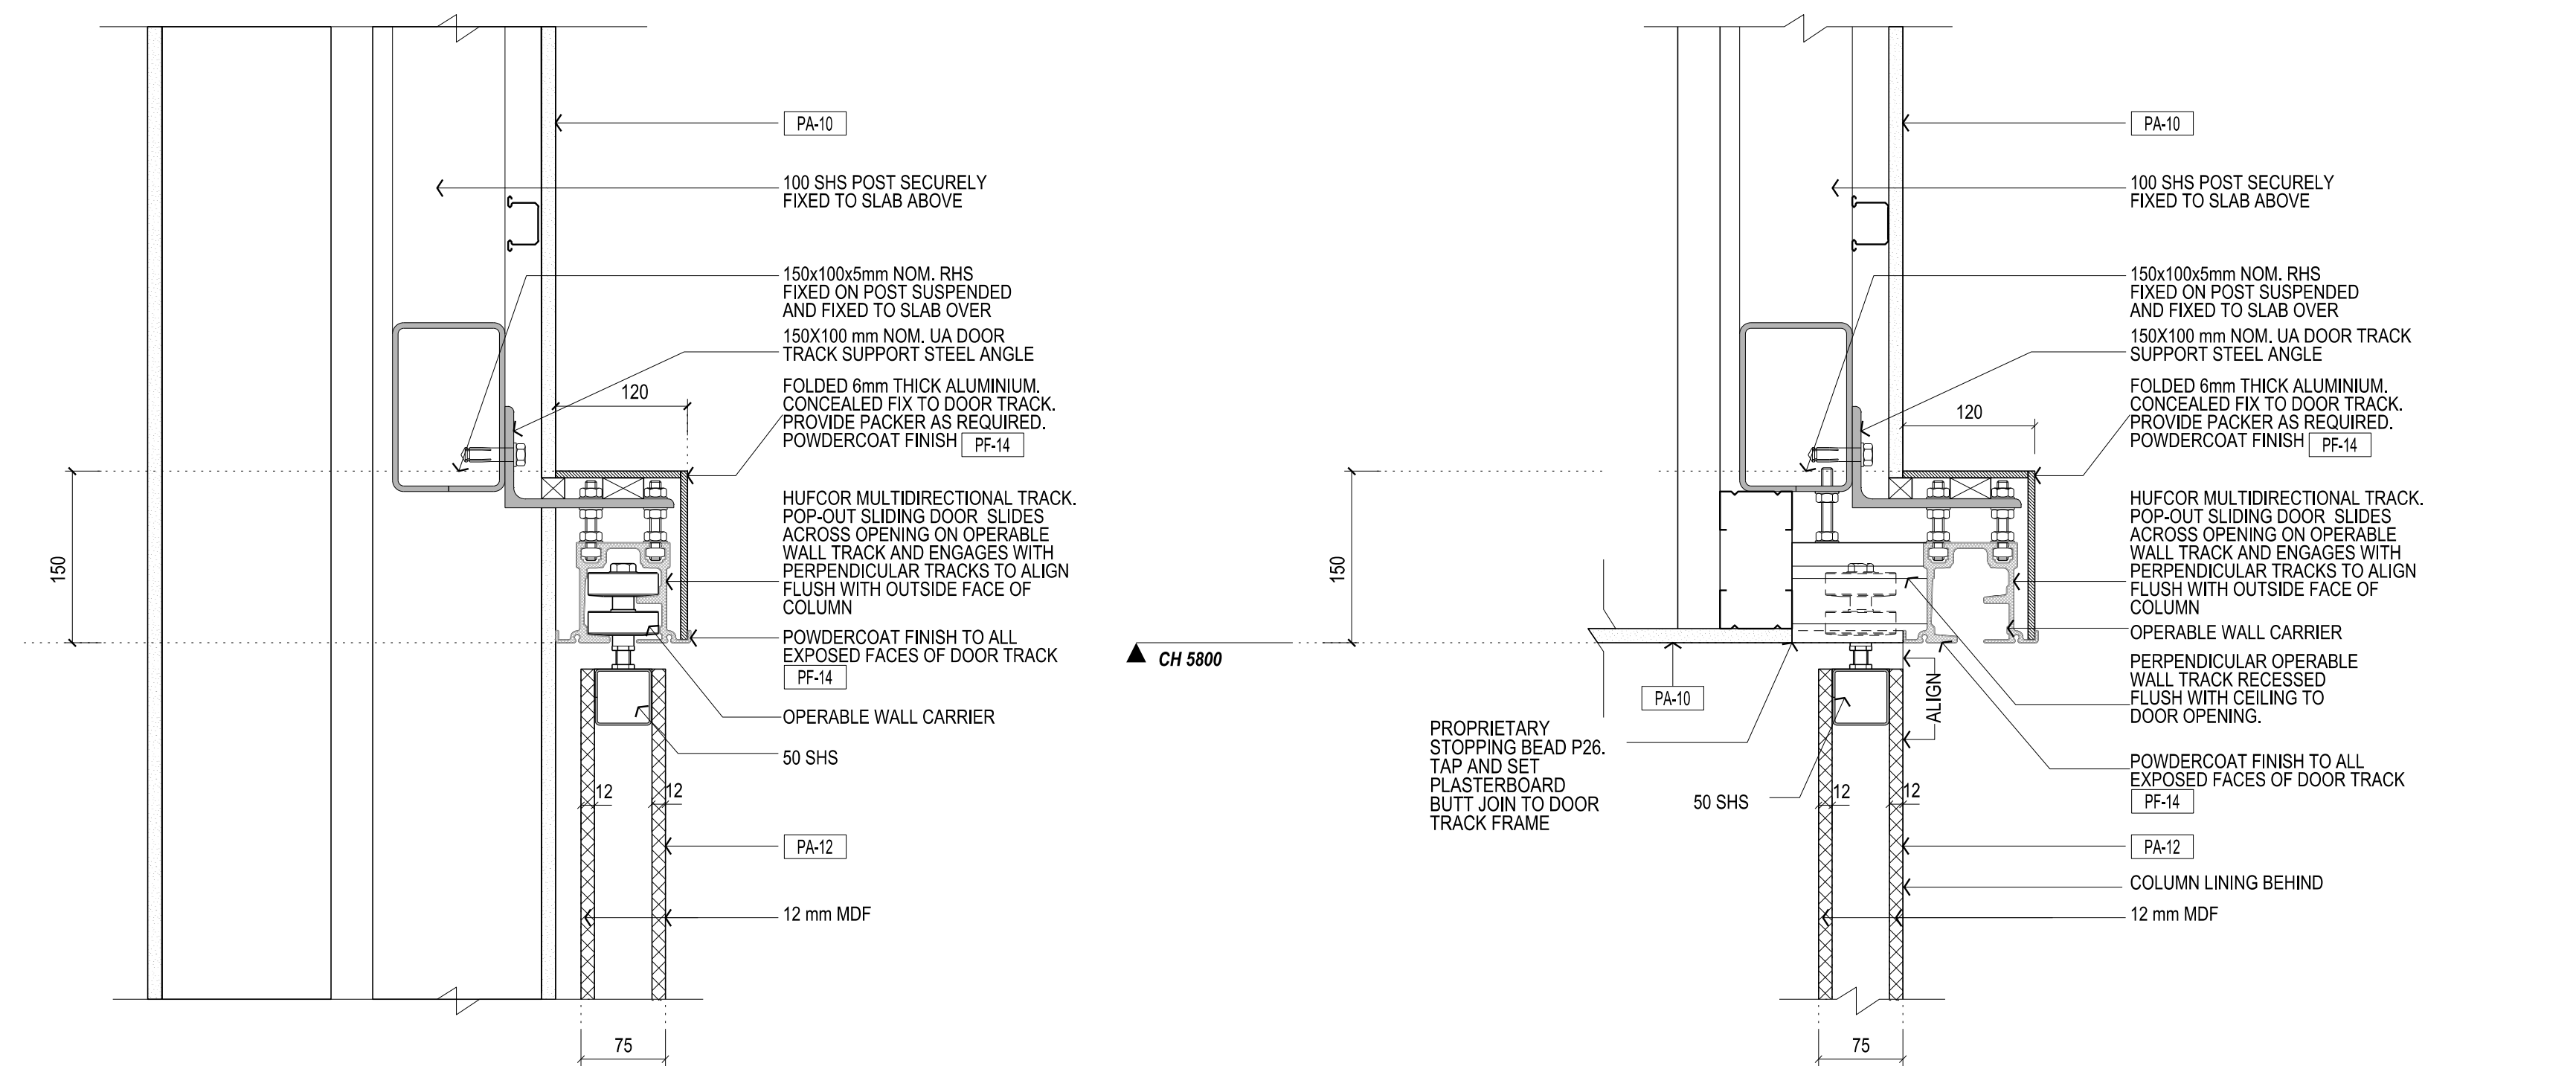 PA-10
100 SHS POST SECURELY
FIXED TO SLAB ABOVE
150x100x5mm NOM. RHS
FIXED ON POST SUSPENDED
AND FIXED TO SLAB OVER
150X100 mm NOM. UA DOOR
TRACK SUPPORT STEEL ANGLE
120
FOLDED 6mm THICK ALUMINIUM.
CONCEALED FIX TO DOOR TRACK.
PROVIDE PACKER AS REQUIRED.
POWDERCOAT FINISH PF-14
150
HUFCOR MULTIDIRECTIONAL TRACK.
POP-OUT SLIDING DOOR SLIDES
ACROSS OPENING ON OPERABLE
WALL TRACK AND ENGAGES WITH
PERPENDICULAR TRACKS TO ALIGN
FLUSH WITH OUTSIDE FACE OF
COLUMN
POWDERCOAT FINISH TO ALL
EXPOSED FACES OF DOOR TRACK
PF-14
OPERABLE WALL CARRIER
50 SHS
12
12
PA-12
12 mm MDF
75
CH 5800
PA-10
100 SHS POST SECURELY
FIXED TO SLAB ABOVE
150x100x5mm NOM. RHS
FIXED ON POST SUSPENDED
AND FIXED TO SLAB OVER
150X100 mm NOM. UA DOOR TRACK
SUPPORT STEEL ANGLE
120
FOLDED 6mm THICK ALUMINIUM.
CONCEALED FIX TO DOOR TRACK.
PROVIDE PACKER AS REQUIRED.
POWDERCOAT FINISH PF-14
150
HUFCOR MULTIDIRECTIONAL TRACK.
POP-OUT SLIDING DOOR SLIDES
ACROSS OPENING ON OPERABLE
WALL TRACK AND ENGAGES WITH
PERPENDICULAR TRACKS TO ALIGN
FLUSH WITH OUTSIDE FACE OF
COLUMN
OPERABLE WALL CARRIER
PERPENDICULAR OPERABLE
WALL TRACK RECESSED
FLUSH WITH CEILING TO
DOOR OPENING.
ALIGN
PA-10
PROPRIETARY
STOPPING BEAD P26.
TAP AND SET
PLASTERBOARD
BUTT JOIN TO DOOR
TRACK FRAME
50 SHS
12
12
POWDERCOAT FINISH TO ALL
EXPOSED FACES OF DOOR TRACK
PF-14
PA-12
COLUMN LINING BEHIND
12 mm MDF
75